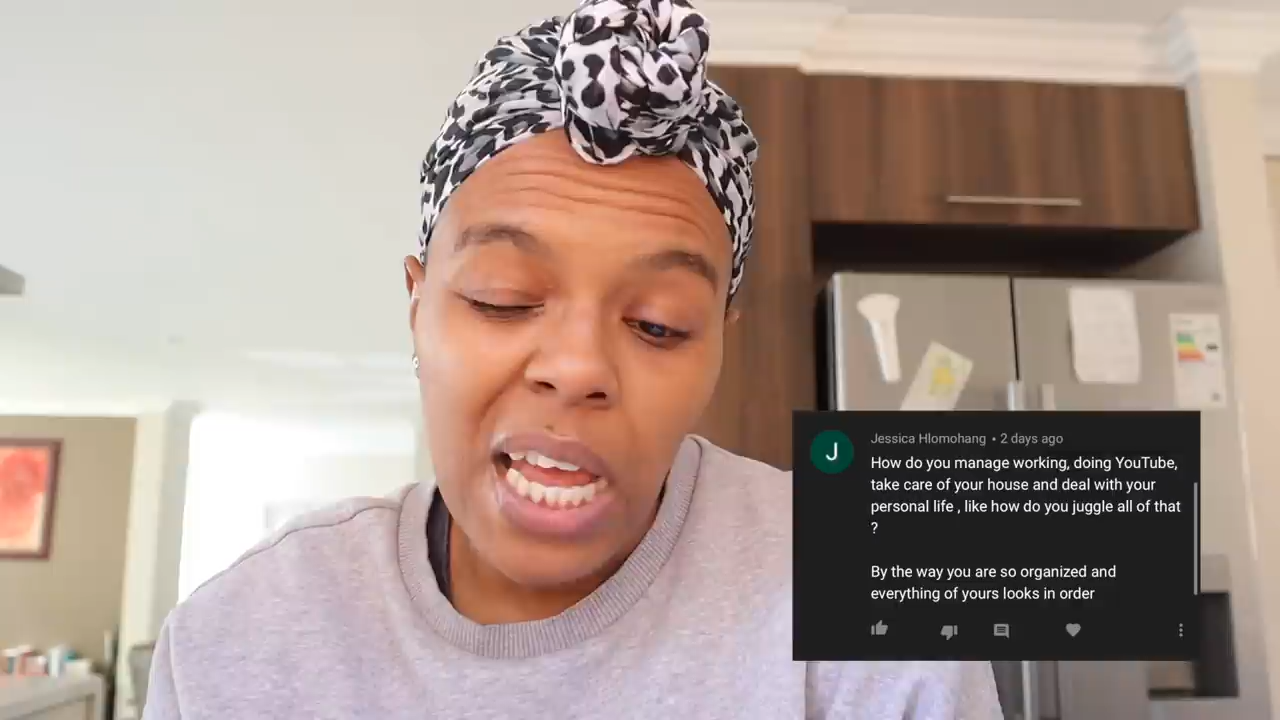 J
Jessica Hlomohang • 2 days ago
How do you manage working, doing YouTube,
take care of your house and deal with your
personal life , like how do you juggle all of that
?
By the way you are so organized and
everything of yours looks in order